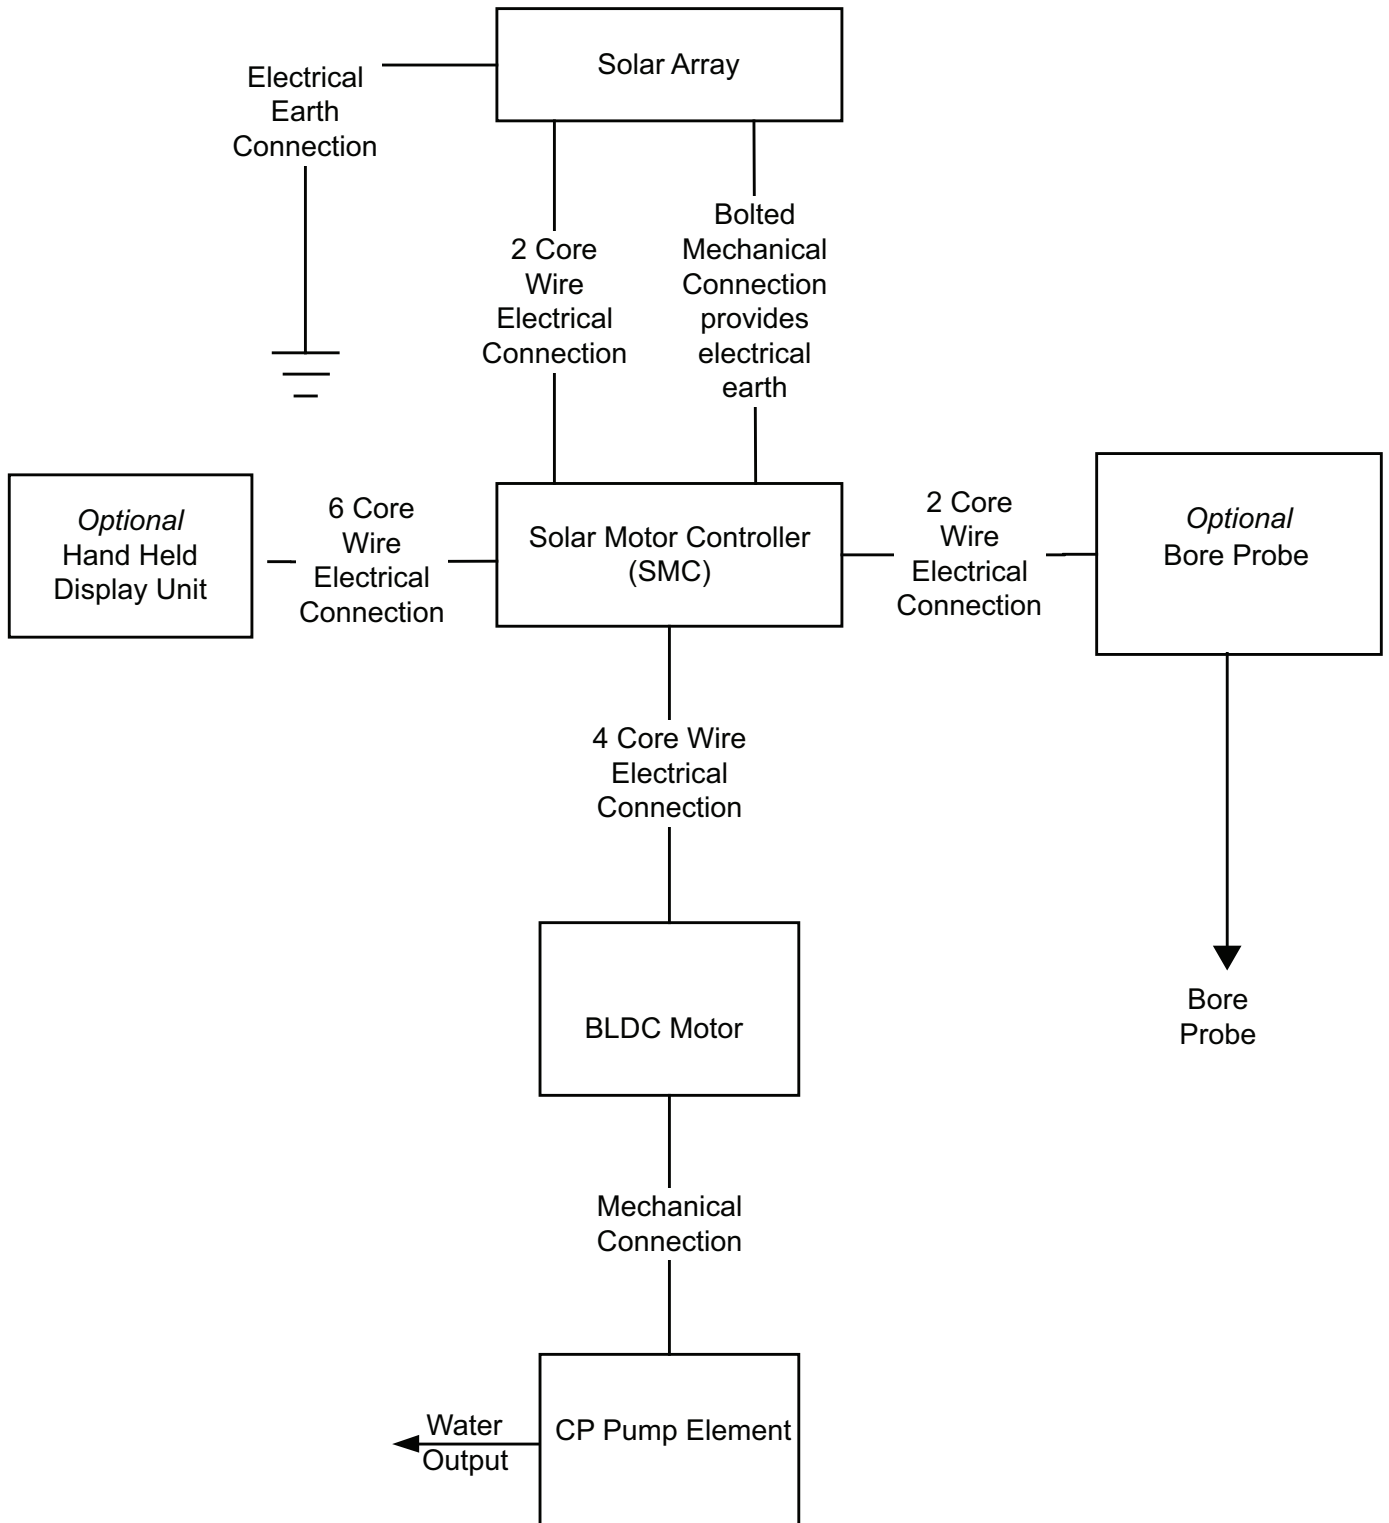 Solar Array
Electrical
Earth
Connection
2 Core
Wire
Electrical
Connection
Bolted
Mechanical
Connection
provides
electrical
earth
Optional
Hand Held
Display Unit
6 Core
Wire
Electrical
Connection
Solar Motor Controller
(SMC)
2 Core
Wire
Electrical
Connection
Optional
Bore Probe
4 Core Wire
Electrical
Connection
BLDC Motor
Bore
Probe
Mechanical
Connection
Water
Output
CP Pump Element